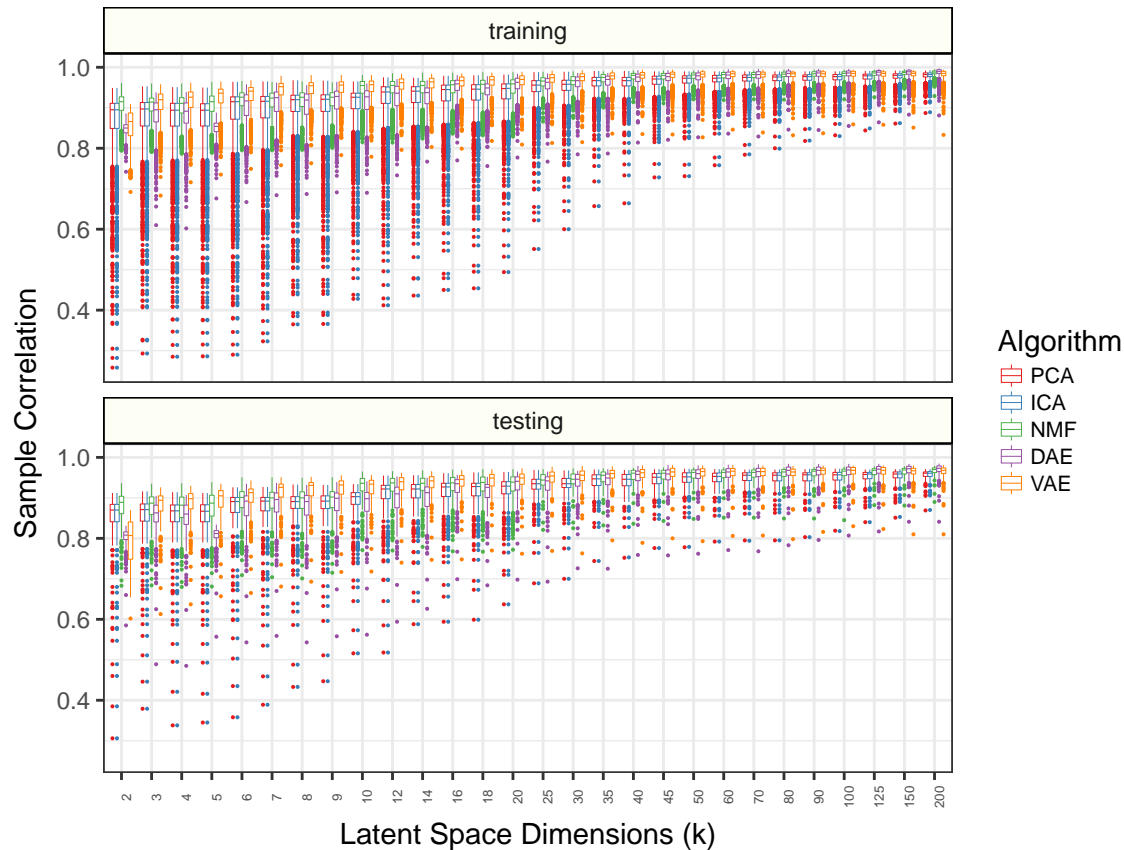 training
1.0
0.8
0.6
0.4
testing
1.0
0.8
0.6
0.4
Sample Correlation
2 3 4 5 6 7 8 9 10 12 14 16 18 20 25 30 35 40 45 50 60 70 80 90 100 125 150 200
Latent Space Dimensions (k)
Algorithm
PCA
ICA
NMF
DAE
VAE